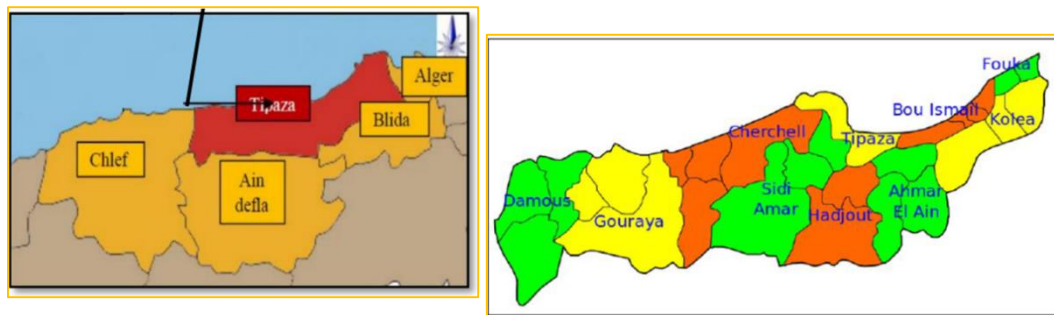 Alger
Tipaza
Blida
Chlef
Ain
defla
Fouka
Bou Ismail
Kolea
Cherchell
Tipaza
Damous
Gouraya
Sidi
Amar
Hadjout
Ahmar
El Ain